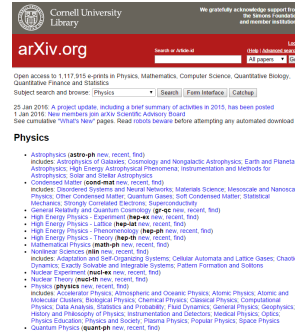 Cornell University
Library
We gratefully acknowledge support from
the Simons Foundation
and member institutions
arXiv.org
Search or Article-id
(Help | Advanced search)
All papers
Open access to 1,117,915 e-prints in Physics, Mathematics, Computer Science, Quantitative Biology,
Quantitative Finance and Statistics
Subject search and browse: Physics Search Form Interface Catchup
25 Jan 2016: A project update, including a brief summary of activities in 2015, has been posted
1 Jan 2016: New members join arXiv Scientific Advisory Board
See cumulative "What's New" pages. Read robots beware before attempting any automated download
Physics
Astrophysics (astro-ph new, recent, find)
includes: Astrophysics of Galaxies; Cosmology and Nongalactic Astrophysics; Earth and Planetary
Astrophysics; High Energy Astrophysical Phenomena; Instrumentation and Methods for
Astrophysics; Solar and Stellar Astrophysics
Condensed Matter (cond-mat new, recent, find)
includes: Disordered Systems and Neural Networks; Materials Science; Mesoscale and Nanoscale
Physics; Other Condensed Matter; Quantum Gases; Soft Condensed Matter; Statistical
Mechanics; Strongly Correlated Electrons; Superconductivity
General Relativity and Quantum Cosmology (gr-qc new, recent, find)
High Energy Physics - Experiment (hep-ex new, recent, find)
High Energy Physics - Lattice (hep-lat new, recent, find)
High Energy Physics - Phenomenology (hep-ph new, recent, find)
High Energy Physics - Theory (hep-th new, recent, find)
Mathematical Physics (math-ph new, recent, find)
Nonlinear Sciences (nlin new, recent, find)
includes: Adaptation and Self-Organizing Systems; Cellular Automata and Lattice Gases; Chaotic
Dynamics; Exactly Solvable and Integrable Systems; Pattern Formation and Solitons
Nuclear Experiment (nucl-ex new, recent, find)
Nuclear Theory (nucl-th new, recent, find)
Physics (physics new, recent, find)
includes: Accelerator Physics; Atmospheric and Oceanic Physics; Atomic Physics; Atomic and
Molecular Clusters; Biological Physics; Chemical Physics; Classical Physics; Computational
Physics; Data Analysis, Statistics and Probability; Fluid Dynamics; General Physics; Geophysics;
History and Philosophy of Physics; Instrumentation and Detectors; Medical Physics; Optics;
Physics Education; Physics and Society; Plasma Physics; Popular Physics; Space Physics
Quantum Physics (quant-ph new, recent, find)